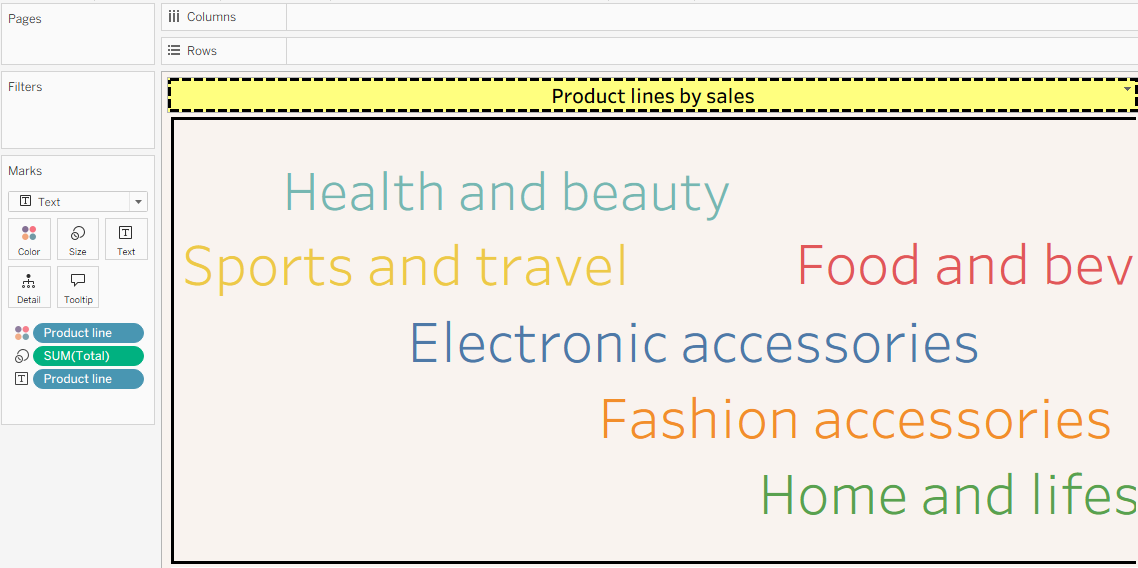 Pages
Columns
Rows
Filters
Product lines by sales
Marks
Text
Color
Size
Text
Detail
Tooltip
Product line
SUM(Total)
Product line
Health and beauty
Sports and travel
Food and bev
Electronic accessories
Fashion accessories
Home and lifes